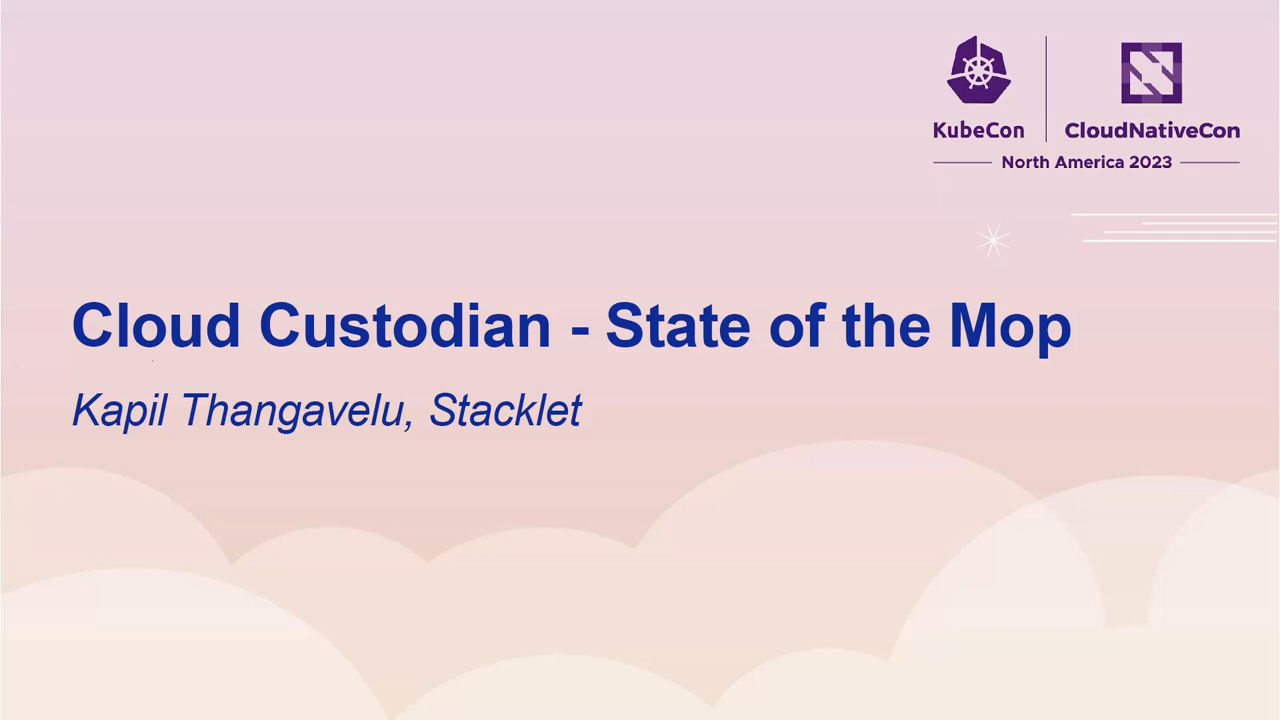 KubeCon
CloudNativeCon
North America 2023
Cloud Custodian - State of the Mop
Kapil Thangavelu, Stacklet